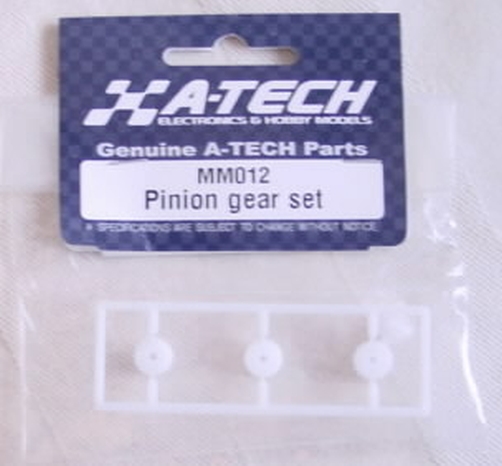 A-TECH
ELECTRONICS & HOBBY MODELS
Genuine A-TECH Parts
MM012
Pinion gear set
* SPECIFICATIONS ARE SUBJECT TO CHANGE WITHOUT NOTICE.